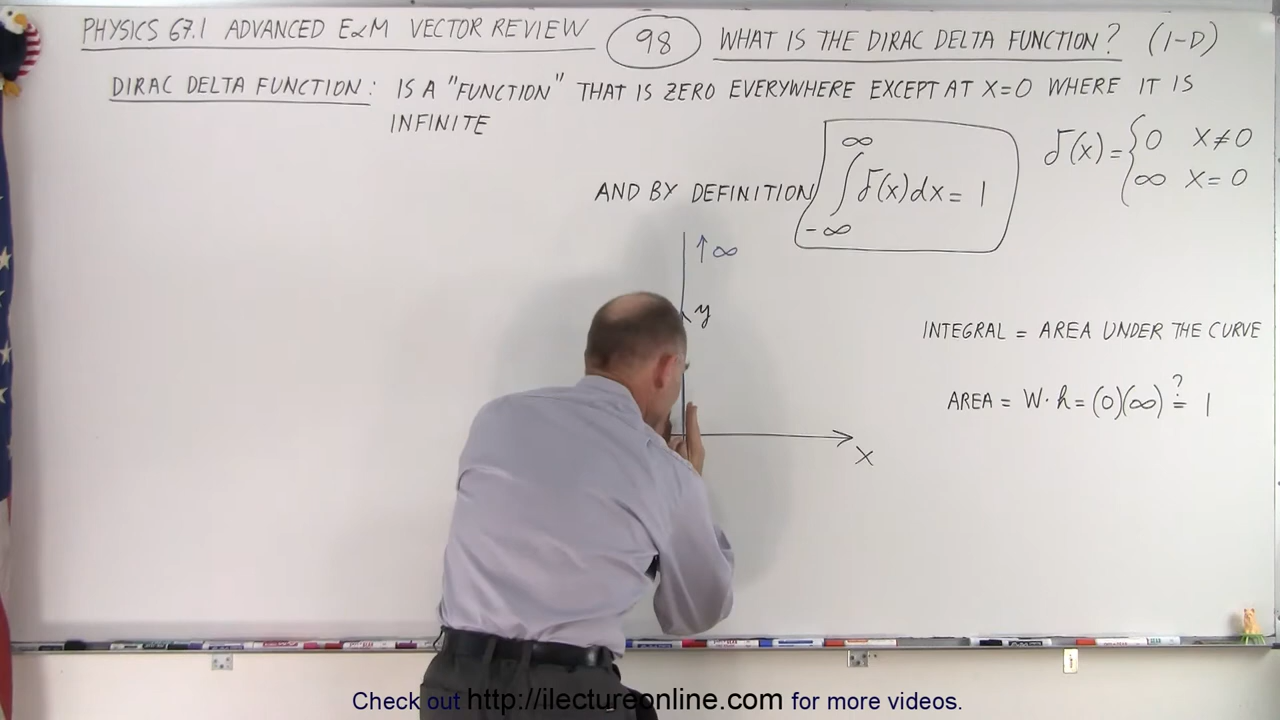 PHYSICS 67.1 ADVANCED E&M VECTOR REVIEW 98 WHAT IS THE DIRAC DELTA FUNCTION? (1-D)
DIRAC DELTA FUNCTION: IS A "FUNCTION" THAT IS ZERO EVERYWHERE EXCEPT AT X=0 WHERE IT IS
INFINITE
AND BY DEFINITION ∫_{-∞}^{∞} δ(x)dx = 1
δ(x) = { 0 X≠0
∞ X=0
↑∞
y
x
INTEGRAL = AREA UNDER THE CURVE
AREA = W·h = (0)(∞) ≟ 1
Check out http://ilectureonline.com for more videos.